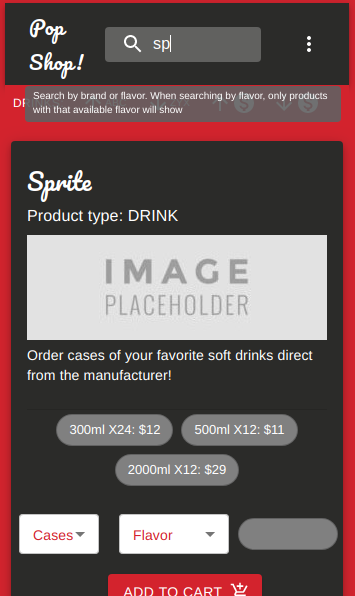 Pop
Shop!
sp
Search by brand or flavor. When searching by flavor, only products
with that available flavor will show
Sprite
Product type: DRINK
IMAGE
PLACEHOLDER
Order cases of your favorite soft drinks direct
from the manufacturer!
300ml X24: $12
500ml X12: $11
2000ml X12: $29
Cases
Flavor
ADD TO CART